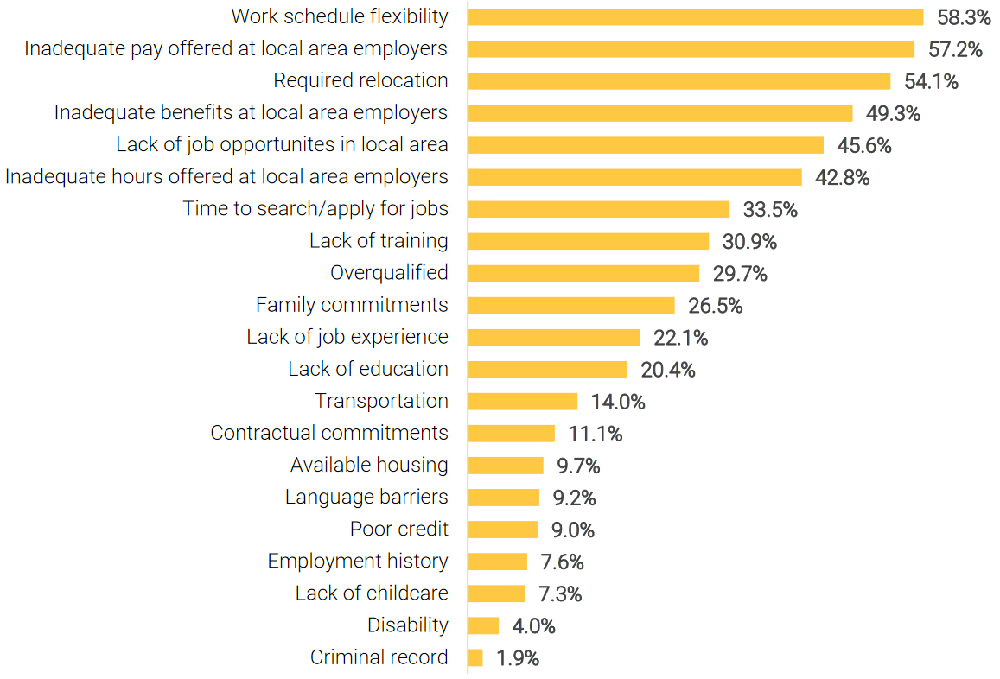 Work schedule flexibility 58.3%
Inadequate pay offered at local area employers 57.2%
Required relocation 54.1%
Inadequate benefits at local area employers 49.3%
Lack of job opportunites in local area 45.6%
Inadequate hours offered at local area employers 42.8%
Time to search/apply for jobs 33.5%
Lack of training 30.9%
Overqualified 29.7%
Family commitments 26.5%
Lack of job experience 22.1%
Lack of education 20.4%
Transportation 14.0%
Contractual commitments 11.1%
Available housing 9.7%
Language barriers 9.2%
Poor credit 9.0%
Employment history 7.6%
Lack of childcare 7.3%
Disability 4.0%
Criminal record 1.9%